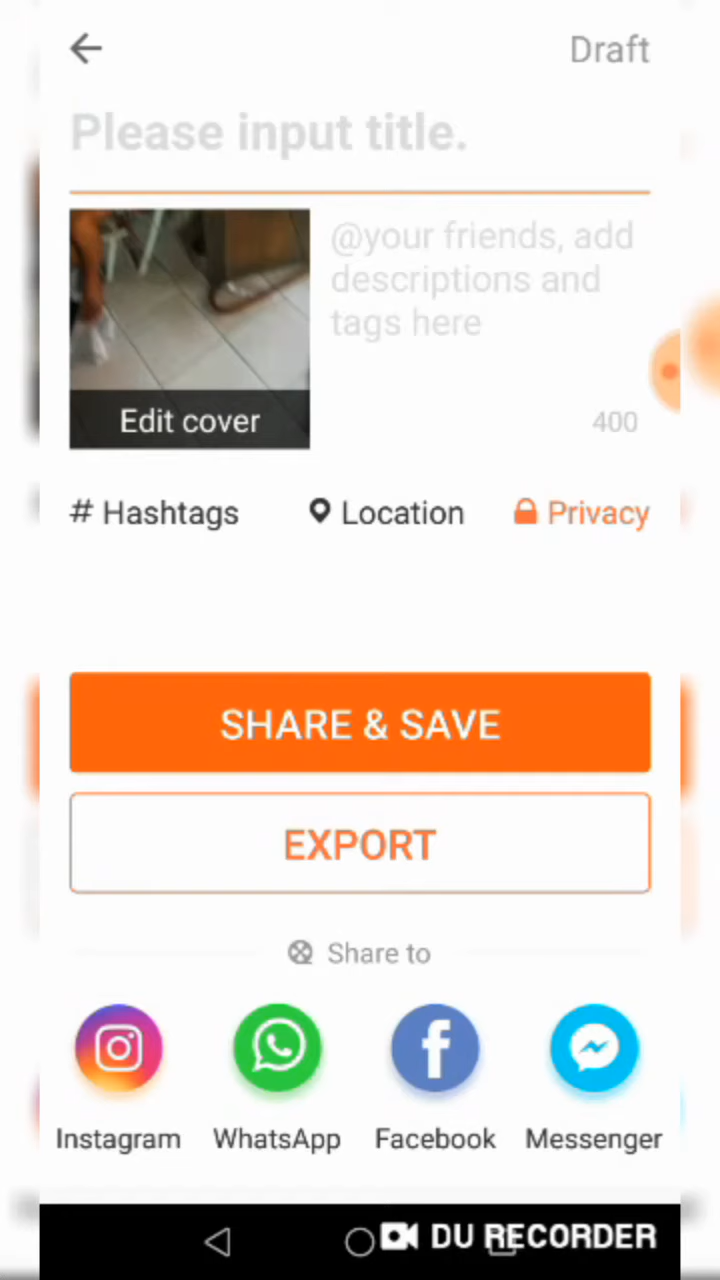 Draft
Please input title.
@your friends, add
descriptions and
tags here
Edit cover
400
# Hashtags
Location
Privacy
SHARE & SAVE
EXPORT
Share to
Instagram
WhatsApp
Facebook
Messenger
DU RECORDER